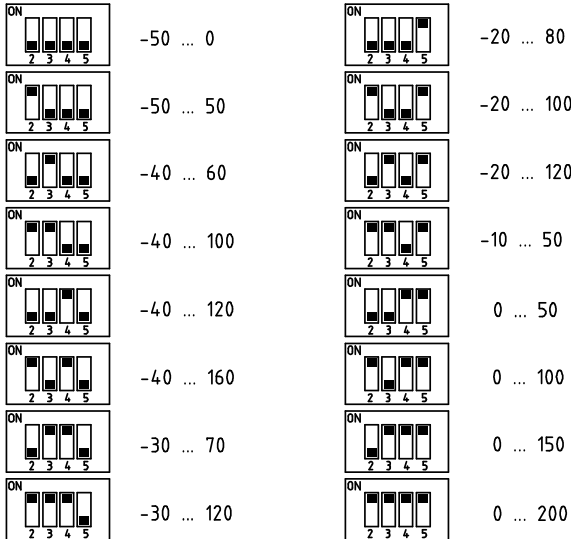 ON
2 3 4 5
-50 ... 0
ON
2 3 4 5
-50 ... 50
ON
2 3 4 5
-40 ... 60
ON
2 3 4 5
-40 ... 100
ON
2 3 4 5
-40 ... 120
ON
2 3 4 5
-40 ... 160
ON
2 3 4 5
-30 ... 70
ON
2 3 4 5
-30 ... 120
ON
2 3 4 5
-20 ... 80
ON
2 3 4 5
-20 ... 100
ON
2 3 4 5
-20 ... 120
ON
2 3 4 5
-10 ... 50
ON
2 3 4 5
0 ... 50
ON
2 3 4 5
0 ... 100
ON
2 3 4 5
0 ... 150
ON
2 3 4 5
0 ... 200